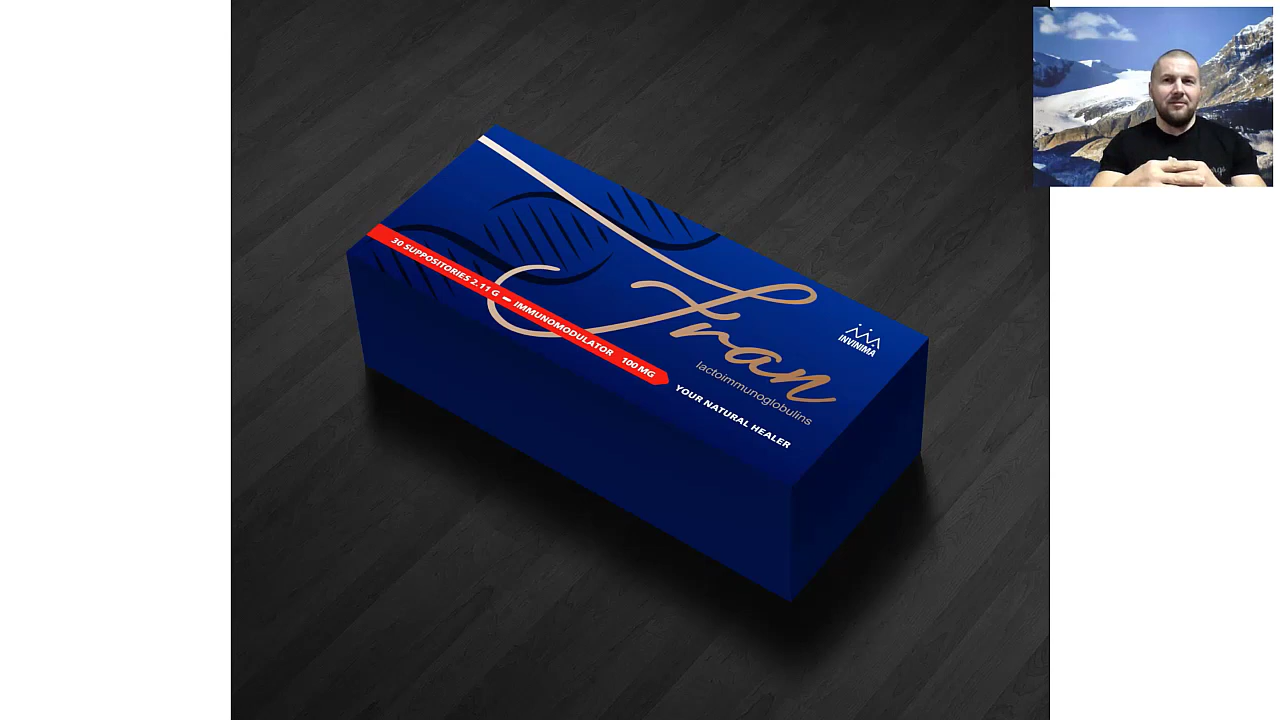 30 SUPPOSITORIES 2.11 G – IMMUNOMODULATOR 100 MG
Fran
lactoimmunoglobulins
YOUR NATURAL HEALER
INVINIMA